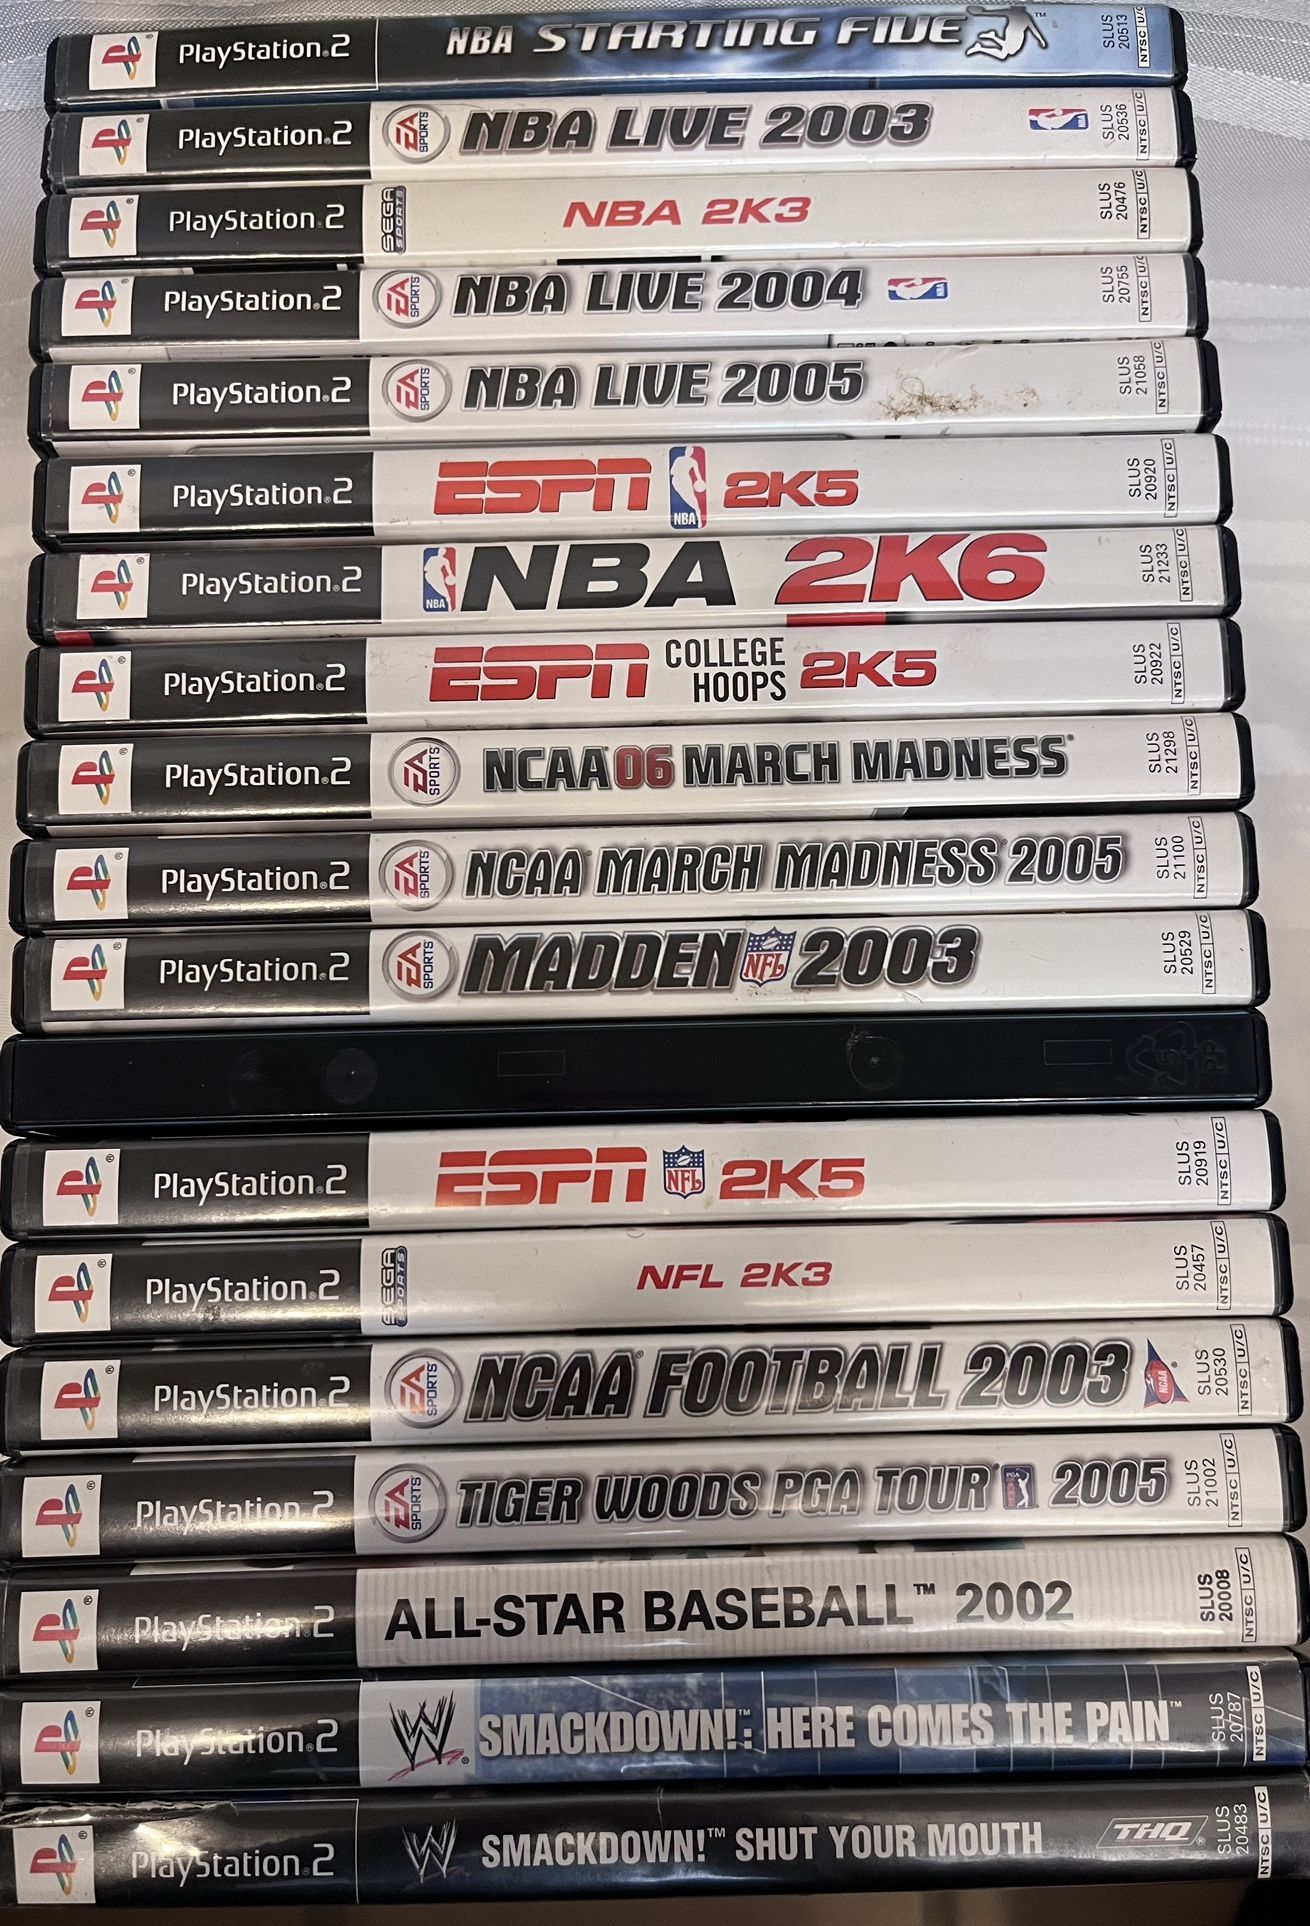 PlayStation.2 NBA STARTING FIVE™ SLUS 20513 NTSC U/C
PlayStation.2 EA SPORTS NBA LIVE 2003 NBA SLUS 20536 NTSC U/C
PlayStation.2 SEGA SPORTS NBA 2K3 SLUS 20476 NTSC U/C
PlayStation.2 EA SPORTS NBA LIVE 2004 NBA SLUS 20755 NTSC U/C
PlayStation.2 EA SPORTS NBA LIVE 2005 SLUS 21058 NTSC U/C
PlayStation.2 ESPN NBA 2K5 SLUS 20920 NTSC U/C
PlayStation.2 NBA NBA 2K6 SLUS 21233 NTSC U/C
PlayStation.2 ESPN COLLEGE HOOPS 2K5 SLUS 20922 NTSC U/C
PlayStation.2 EA SPORTS NCAA® 06 MARCH MADNESS® SLUS 21298 NTSC U/C
PlayStation.2 EA SPORTS NCAA® MARCH MADNESS® 2005 SLUS 21100 NTSC U/C
PlayStation.2 EA SPORTS MADDEN NFL 2003 SLUS 20529 NTSC U/C
5 PP
PlayStation.2 ESPN NFL 2K5 SLUS 20919 NTSC U/C
PlayStation.2 SEGA SPORTS NFL 2K3 SLUS 20457 NTSC U/C
PlayStation.2 EA SPORTS NCAA® FOOTBALL 2003 NCAA SLUS 20530 NTSC U/C
PlayStation.2 EA SPORTS TIGER WOODS PGA TOUR® PGA TOUR 2005 SLUS 21002 NTSC U/C
PlayStation.2 ALL-STAR BASEBALL™ 2002 SLUS 20008 NTSC U/C
PlayStation.2 W® SMACKDOWN!™: HERE COMES THE PAIN™ SLUS 20787 NTSC U/C
PlayStation.2 W SMACKDOWN!™ SHUT YOUR MOUTH THQ® SLUS 20483 NTSC U/C